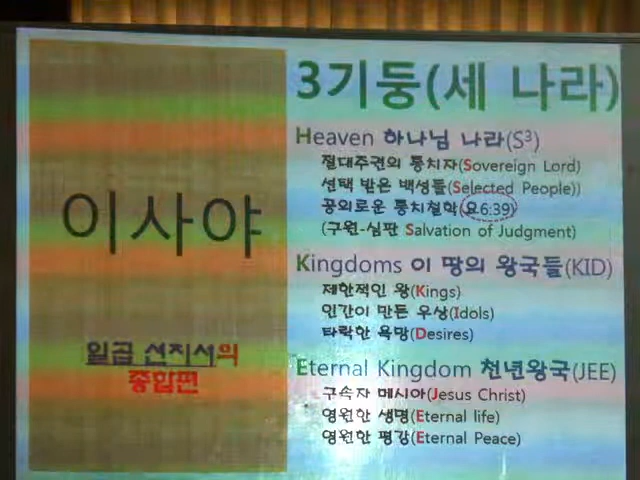 이사야
일곱 선지서의
종합편
3기둥(세 나라)
Heaven 하나님 나라(S³)
절대주권의 통치자(Sovereign Lord)
선택 받은 백성들(Selected People))
공의로운 통치철학(요6:39)
(구원-심판 Salvation of Judgment)
Kingdoms 이 땅의 왕국들(KID)
제한적인 왕(Kings)
인간이 만든 우상(Idols)
타락한 욕망(Desires)
Eternal Kingdom 천년왕국(JEE)
구속자 메시아(Jesus Christ)
영원한 생명(Eternal life)
영원한 평강(Eternal Peace)